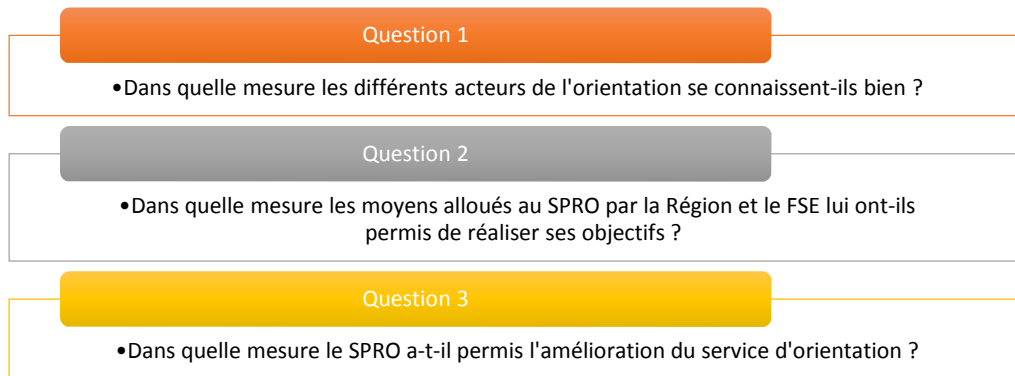 Question 1
•Dans quelle mesure les différents acteurs de l'orientation se connaissent-ils bien ?
Question 2
•Dans quelle mesure les moyens alloués au SPRO par la Région et le FSE lui ont-ils
permis de réaliser ses objectifs ?
Question 3
•Dans quelle mesure le SPRO a-t-il permis l'amélioration du service d'orientation ?